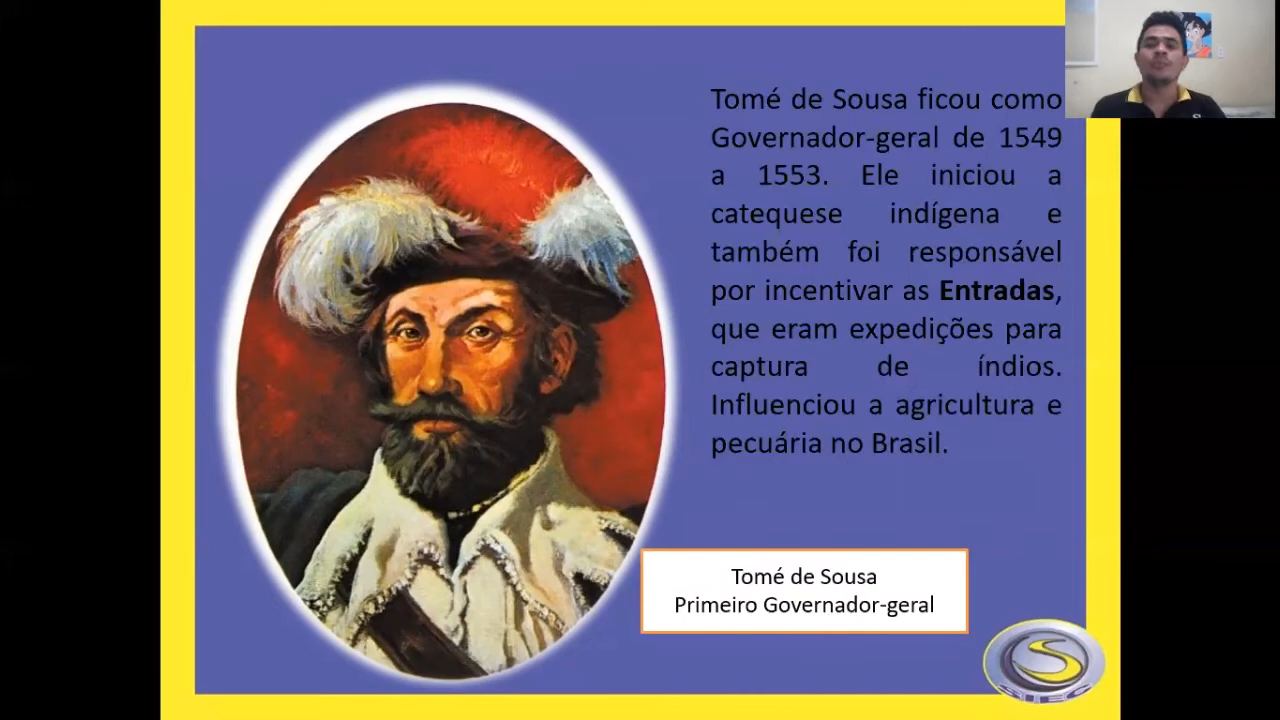 Tomé de Sousa ficou como
Governador-geral de 1549
a 1553. Ele iniciou a
catequese indígena e
também foi responsável
por incentivar as Entradas,
que eram expedições para
captura de índios.
Influenciou a agricultura e
pecuária no Brasil.
Tomé de Sousa
Primeiro Governador-geral